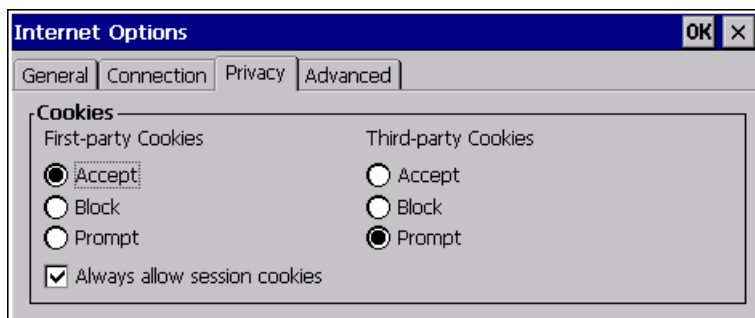 Internet Options OK ×
General Connection Privacy Advanced
Cookies
First-party Cookies Third-party Cookies
Accept Accept
Block Block
Prompt Prompt
Always allow session cookies